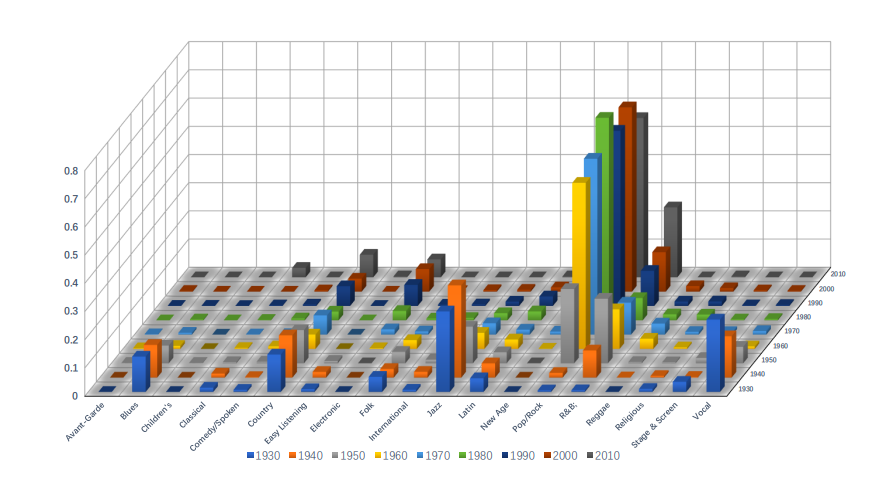 0.8
0.7
0.6
0.5
0.4
0.3
0.2
0.1
0
2010
2000
1990
1980
1970
1960
1950
1940
1930
Avant-Garde
Blues
Children's
Classical
Comedy/Spoken
Country
Easy Listening
Electronic
Folk
International
Jazz
Latin
New Age
Pop/Rock
R&B;
Reggae
Religious
Stage & Screen
Vocal
1930 1940 1950 1960 1970 1980 1990 2000 2010